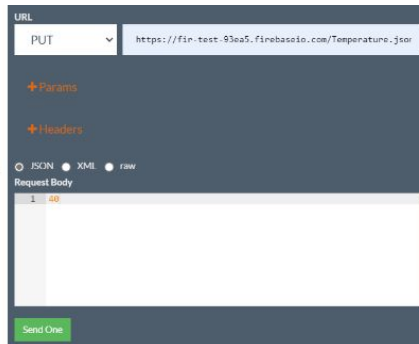 URL
PUT https://fir-test-93ea5.firebaseio.com/Temperature.json
+Params
+Headers
JSON XML raw
Request Body
1 40
Send One